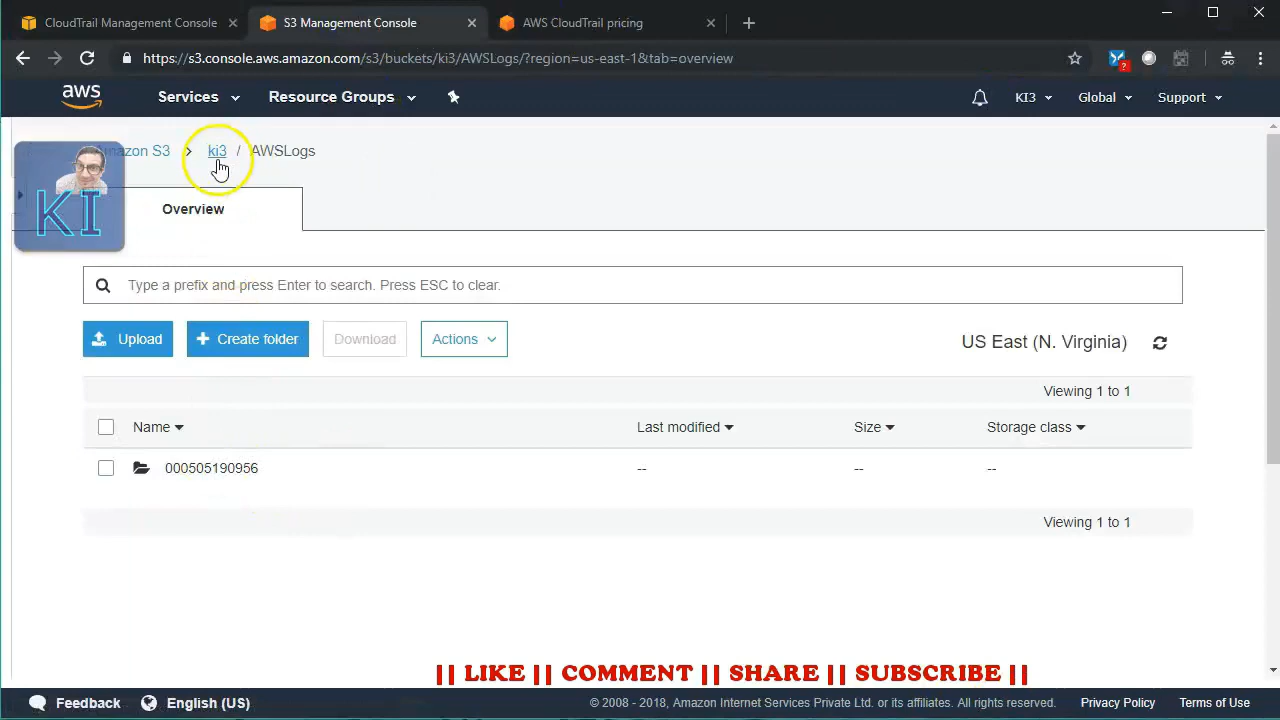 CloudTrail Management Console
S3 Management Console
AWS CloudTrail pricing
https://s3.console.aws.amazon.com/s3/buckets/ki3/AWSLogs/?region=us-east-1&tab=overview
?
aws Services Resource Groups KI3 Global Support
Amazon S3 > ki3 / AWSLogs
KI
Overview
Type a prefix and press Enter to search. Press ESC to clear.
Upload + Create folder Download Actions US East (N. Virginia)
Viewing 1 to 1
Name Last modified Size Storage class
000505190956 -- -- --
Viewing 1 to 1
|| LIKE || COMMENT || SHARE || SUBSCRIBE ||
Feedback English (US) © 2008 - 2018, Amazon Internet Services Private Ltd. or its affiliates. All rights reserved. Privacy Policy Terms of Use